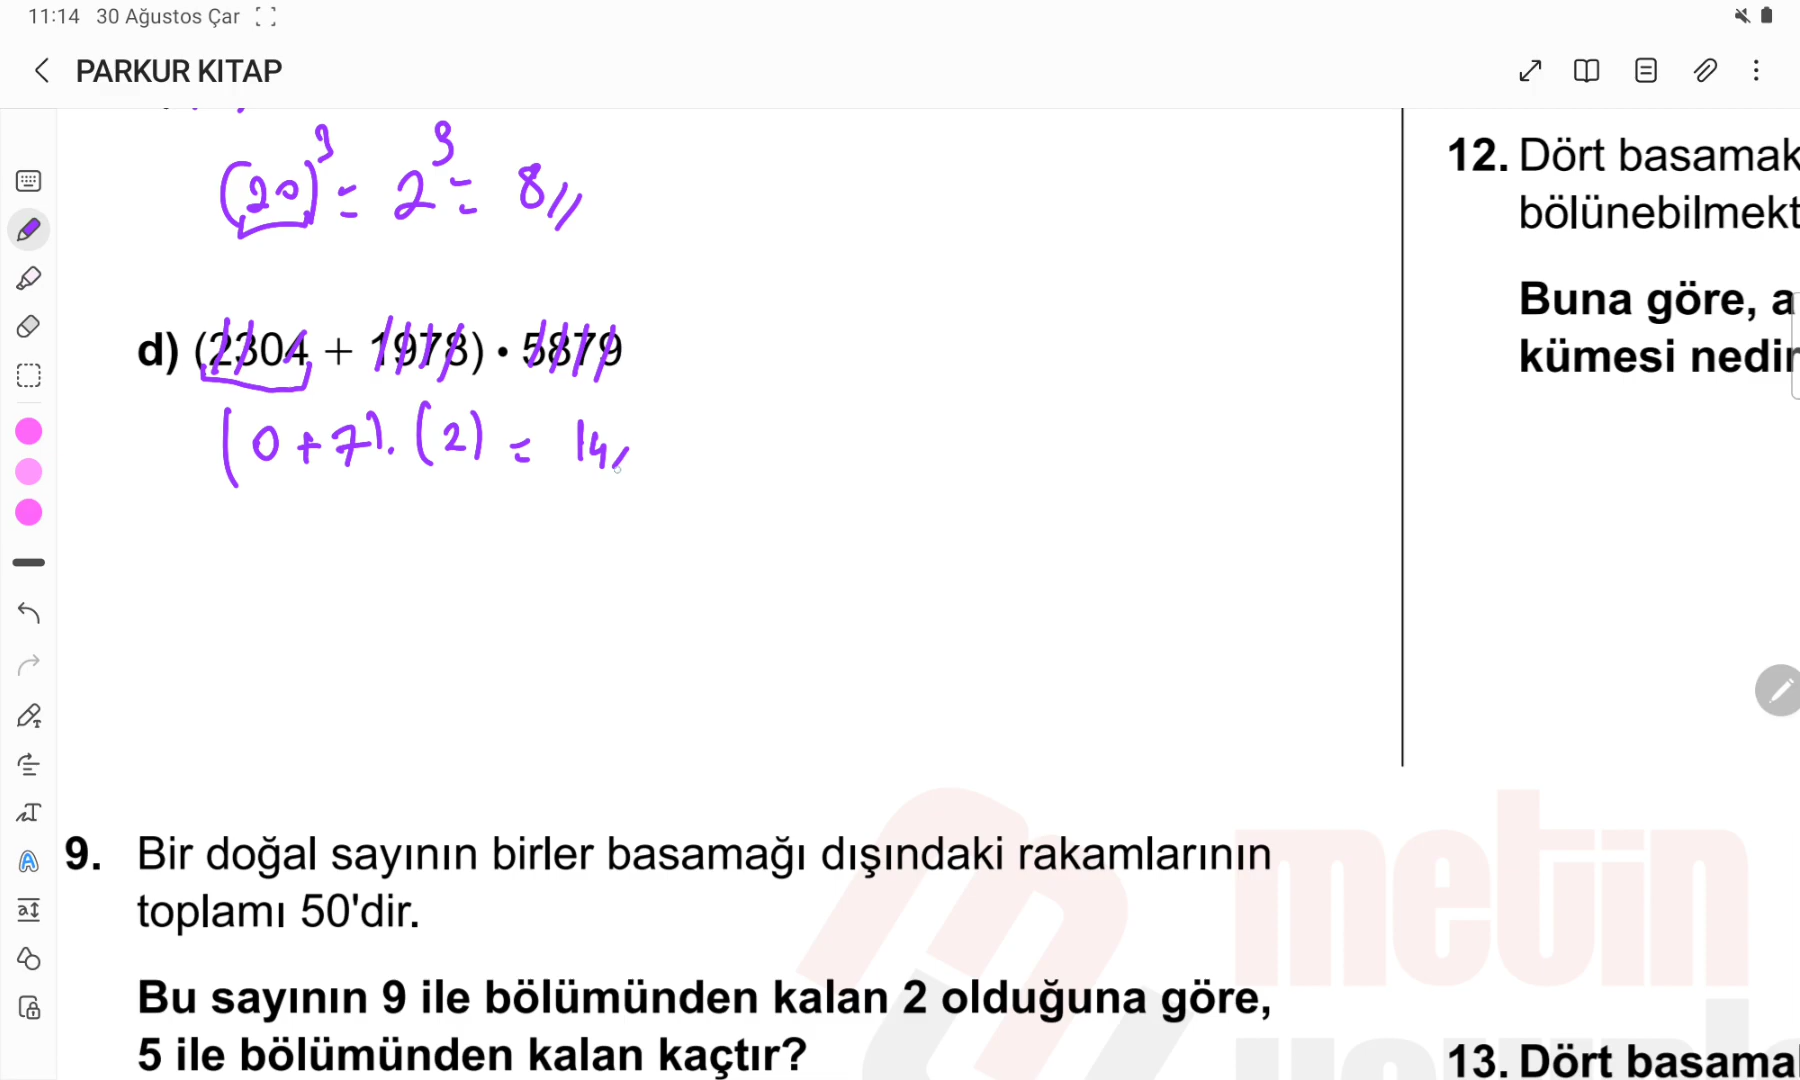 11:14 30 Ağustos Çar
PARKUR KITAP
(20)³ = 2³ = 8//
d) (2304 + 1978) • 5879
(0+7).(2) = 14,
9. Bir doğal sayının birler basamağı dışındaki rakamlarının
toplamı 50'dir.
Bu sayının 9 ile bölümünden kalan 2 olduğuna göre,
5 ile bölümünden kalan kaçtır?
12. Dört basamak
bölünebilmekt
Buna göre, a
kümesi nedir
13. Dört basama
metin